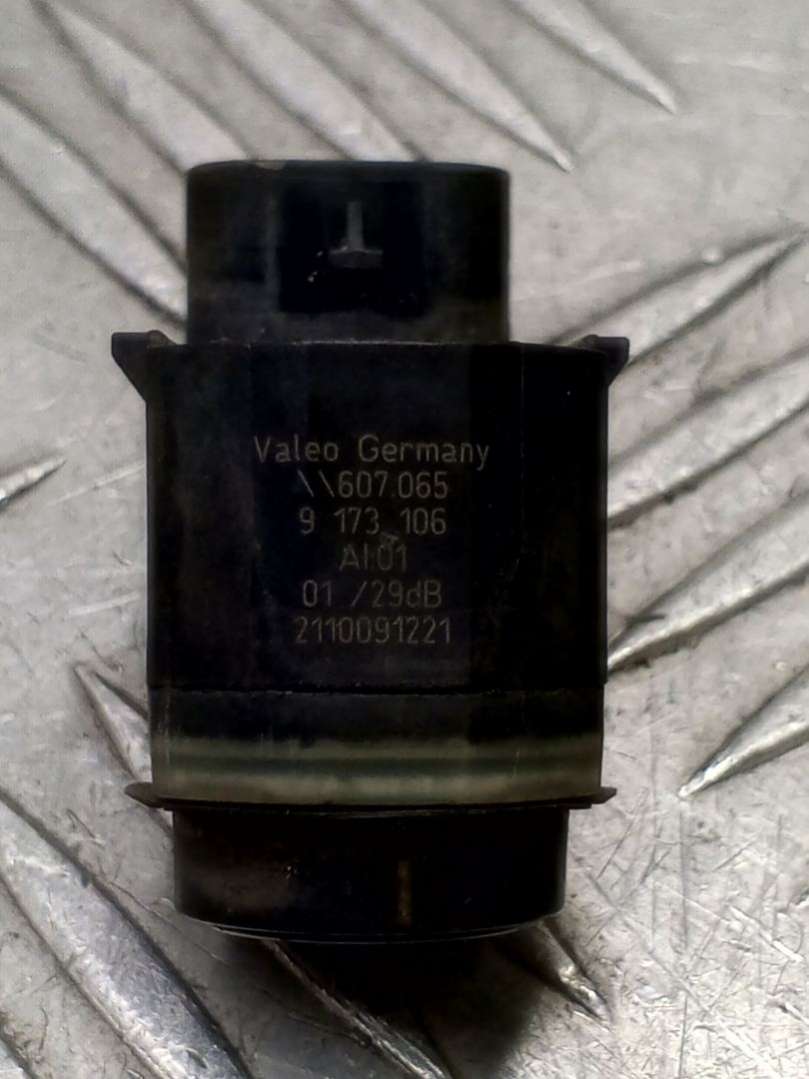 Valeo Germany
\\607.065
9 173 106
AI:01
01 /29dB
2110091221